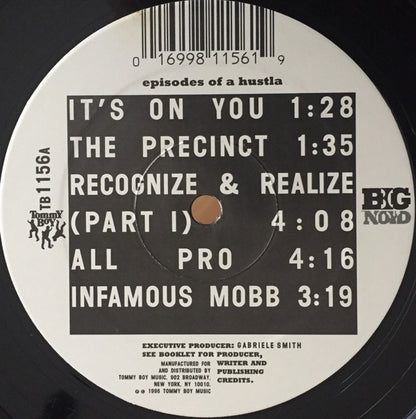 0 16998 11561 9
episodes of a hustla
IT'S ON YOU 1:28
THE PRECINCT 1:35
RECOGNIZE & REALIZE
(PART I) 4:08
ALL PRO 4:16
INFAMOUS MOBB 3:19
TB 1156A
Tommy Boy
BIG
NOYD
EXECUTIVE PRODUCER: GABRIELE SMITH
SEE BOOKLET FOR PRODUCER,
WRITER AND
PUBLISHING
CREDITS.
MANUFACTURED FOR
AND DISTRIBUTED BY
TOMMY BOY MUSIC. 902 BROADWAY,
NEW YORK, NY 10010.
℗ © 1996 TOMMY BOY MUSIC